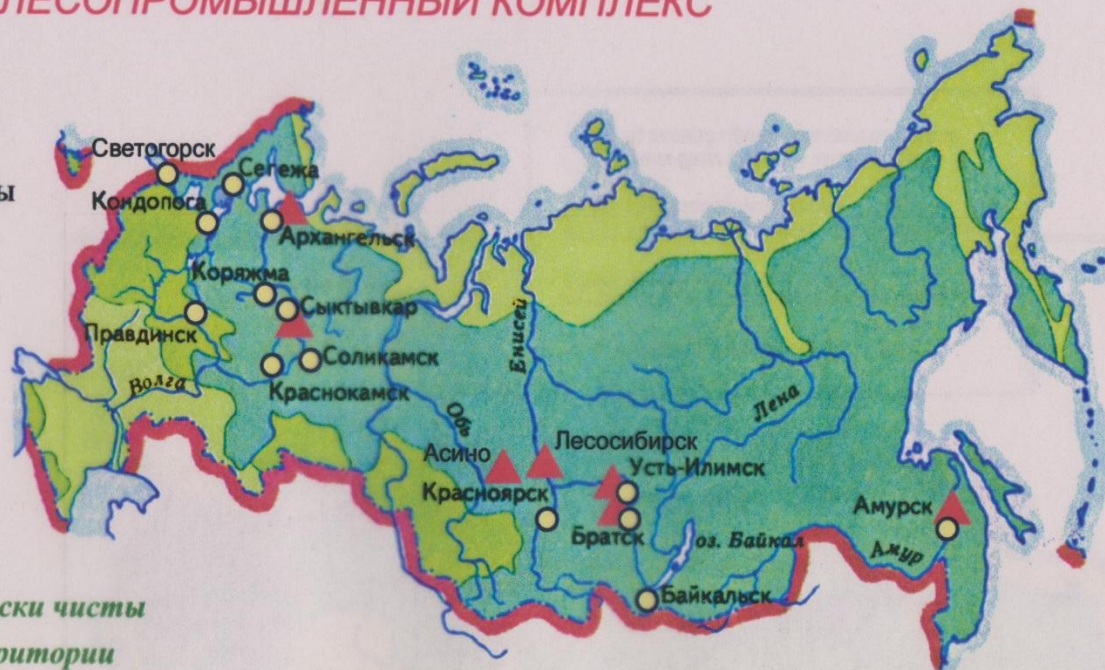 ЛЕСОПРОМЫШЛЕННЫЙ КОМПЛЕКС
Светогорск
Сегежа
ы
Кондопога
Архангельск
Коряжма
Сыктывкар
Правдинск
Соликамск
Краснокамск
Волга
Енисей
Обь
Лена
Лесосибирск
Асино
Усть-Илимск
Красноярск
Братск
Амурск
оз. Байкал
Амур
Байкальск
ски чисты
ритории